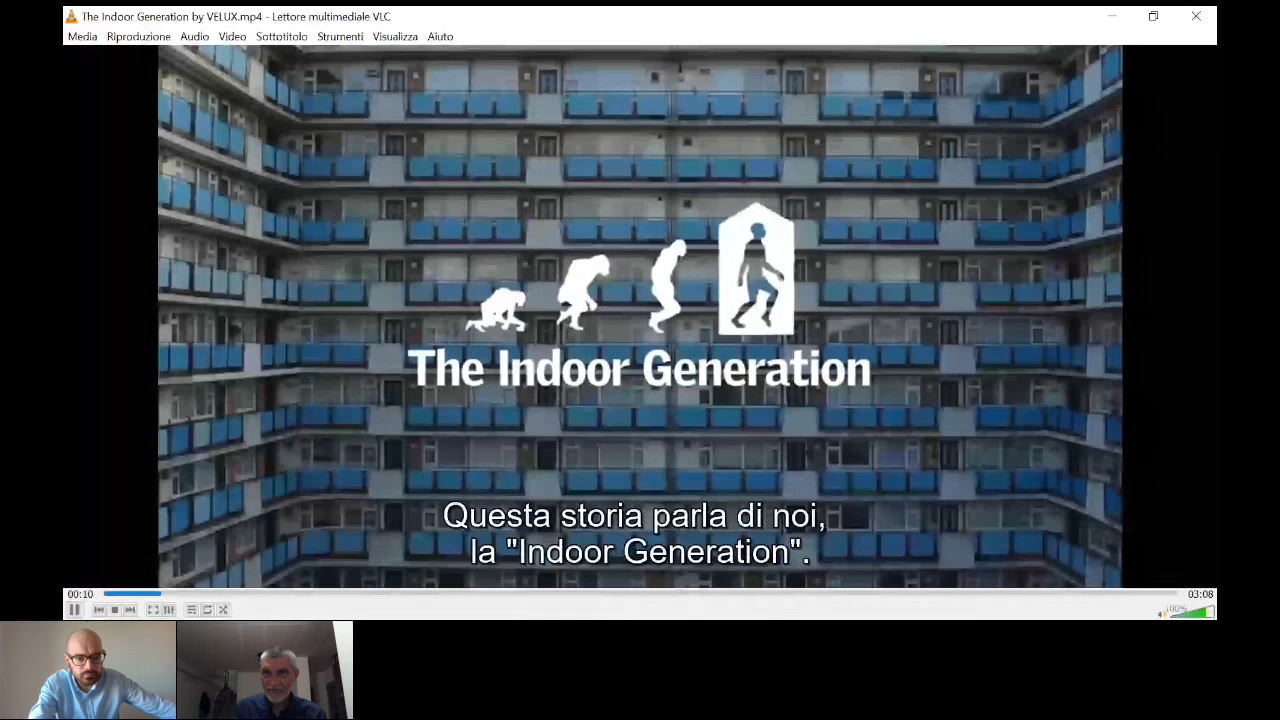 The Indoor Generation by VELUX.mp4 - Lettore multimediale VLC
Media Riproduzione Audio Video Sottotitolo Strumenti Visualizza Aiuto
The Indoor Generation
Questa storia parla di noi,
la "Indoor Generation".
00:10 03:08
100%